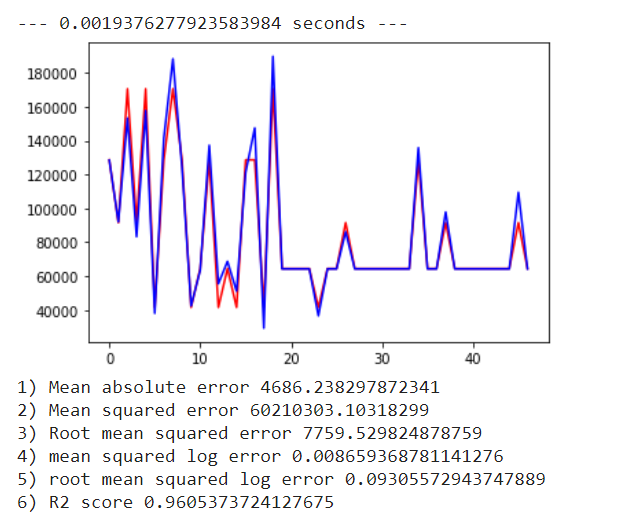 --- 0.0019376277923583984 seconds ---
180000
160000
140000
120000
100000
80000
60000
40000
0 10 20 30 40
1) Mean absolute error 4686.238297872341
2) Mean squared error 60210303.10318299
3) Root mean squared error 7759.529824878759
4) mean squared log error 0.008659368781141276
5) root mean squared log error 0.09305572943747889
6) R2 score 0.9605373724127675